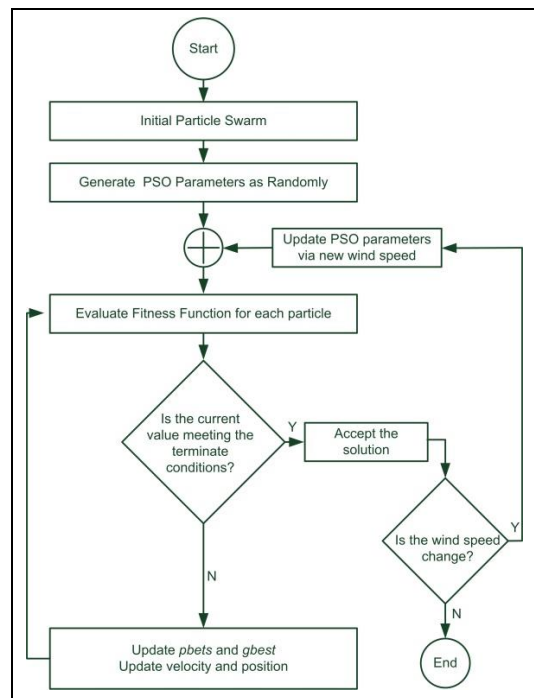 Start
Initial Particle Swarm
Generate PSO Parameters as Randomly
Update PSO parameters
via new wind speed
Evaluate Fitness Function for each particle
Is the current
value meeting the
terminate
conditions?
Y
Accept the
solution
Is the wind speed
change?
Y
N
N
Update pbets and gbest
Update velocity and position
End